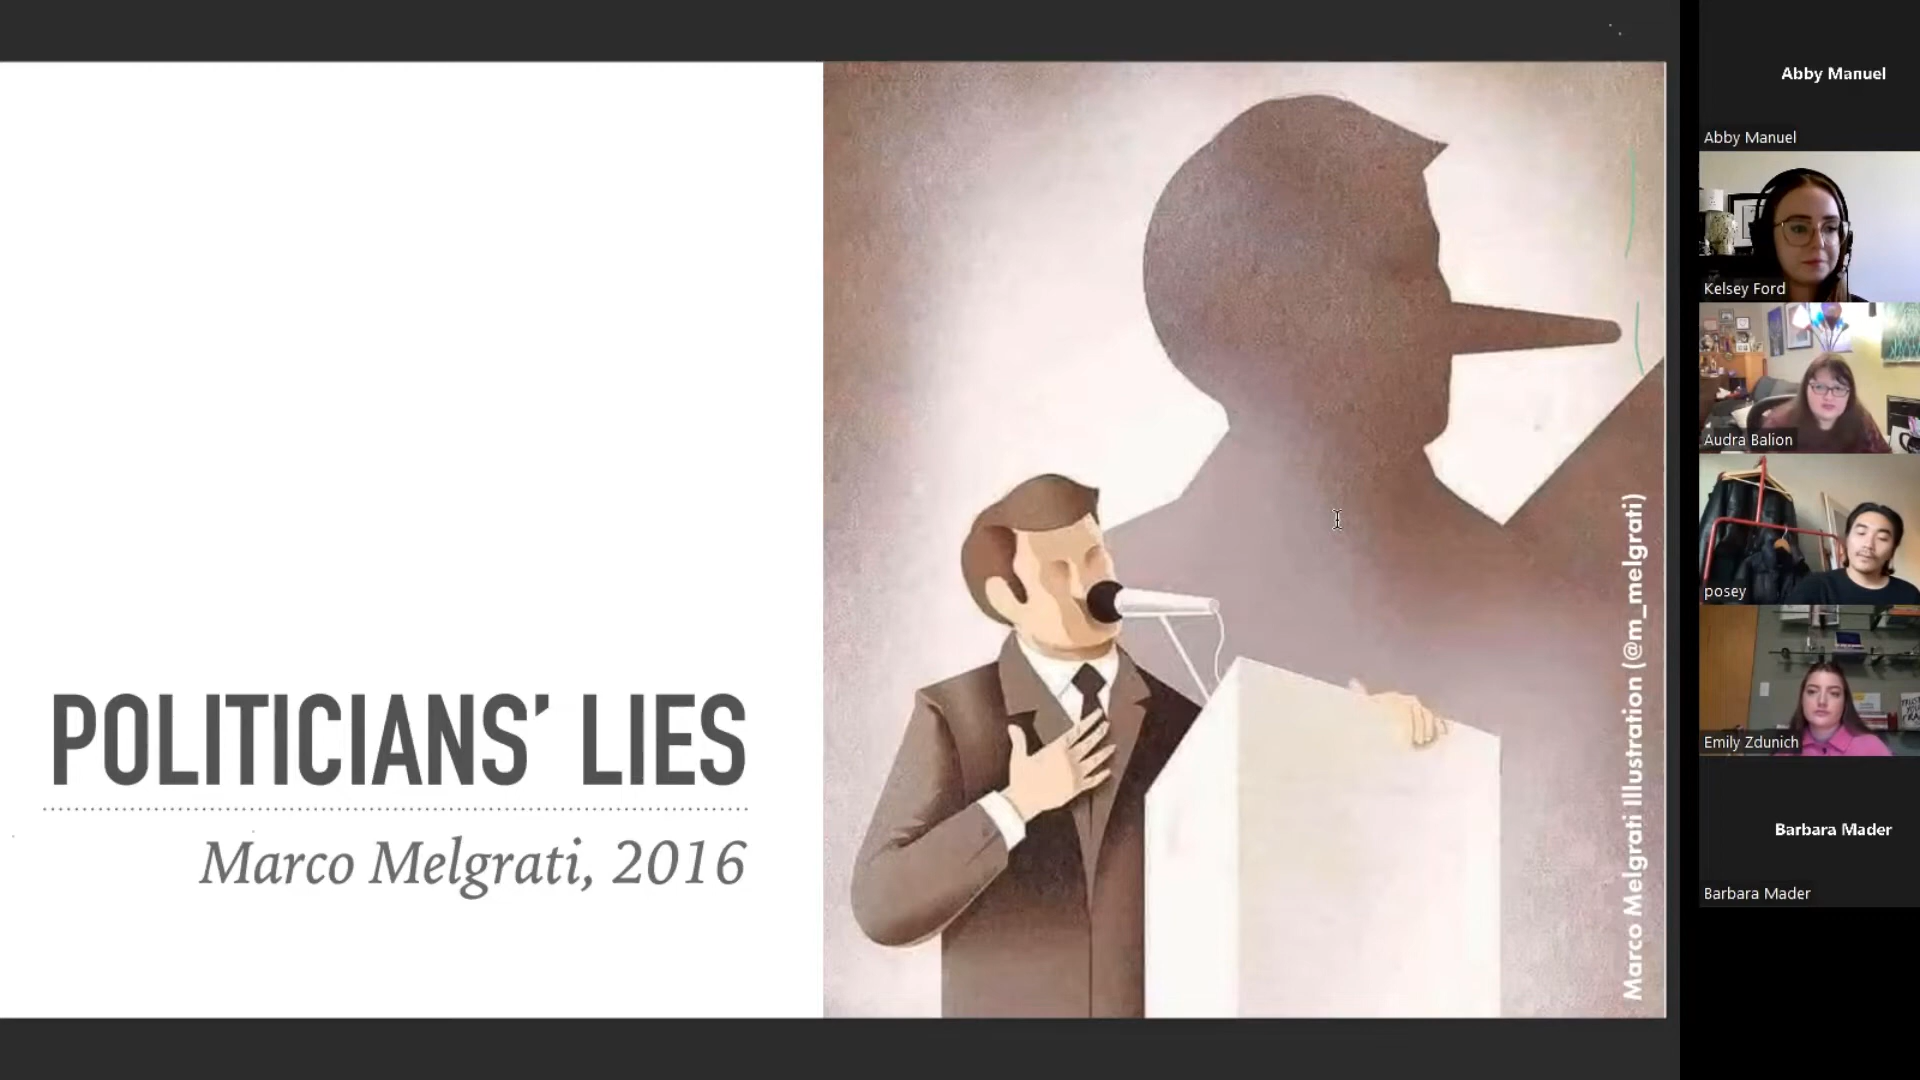 POLITICIANS’ LIES
Marco Melgrati, 2016
Marco Melgrati Illustration (@m_melgrati)
Abby Manuel
Abby Manuel
Kelsey Ford
Audra Balion
posey
Emily Zdunich
Barbara Mader
Barbara Mader